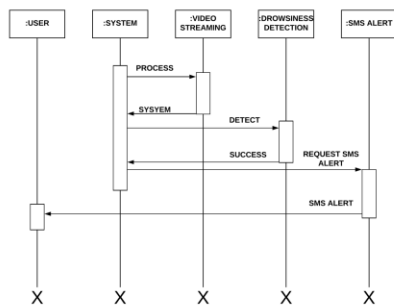 :USER
:SYSTEM
:VIDEO
STREAMING
:DROWSINESS
DETECTION
:SMS ALERT
PROCESS
SYSYEM
DETECT
SUCCESS
REQUEST SMS
ALERT
SMS ALERT
X X X X X